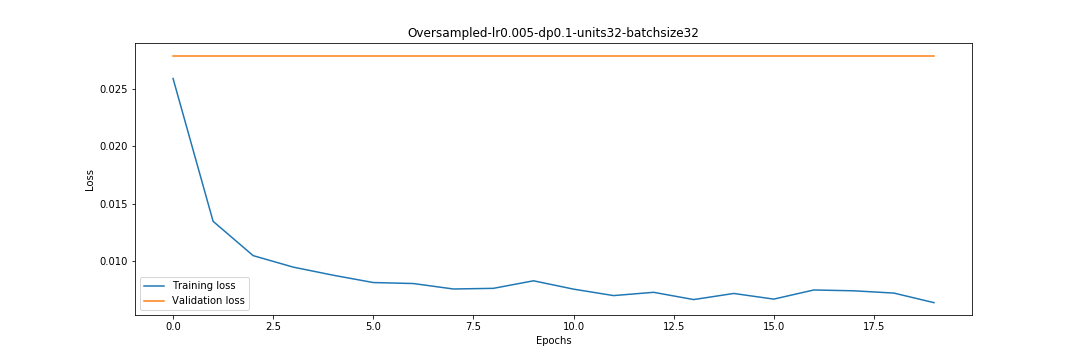 Oversampled-lr0.005-dp0.1-units32-batchsize32
Loss
0.025
0.020
0.015
0.010
Training loss
Validation loss
0.0 2.5 5.0 7.5 10.0 12.5 15.0 17.5
Epochs